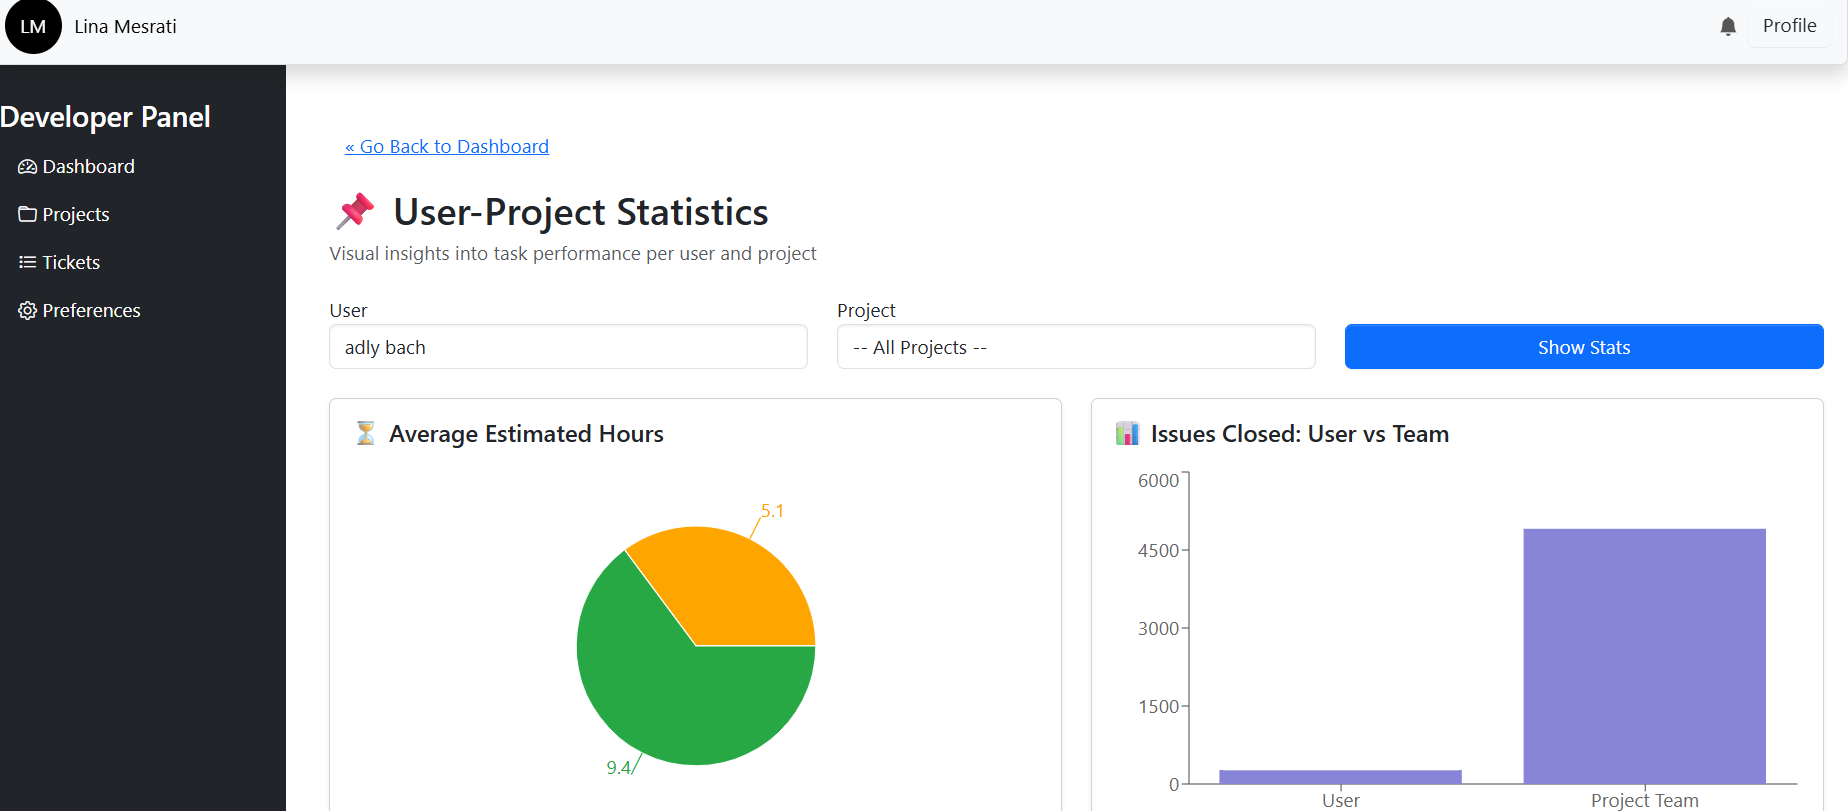 LM
Lina Mesrati
Profile
Developer Panel
Dashboard
Projects
Tickets
Preferences
« Go Back to Dashboard
User-Project Statistics
Visual insights into task performance per user and project
User
Project
adly bach
-- All Projects --
Show Stats
Average Estimated Hours
5.1
9.4
Issues Closed: User vs Team
6000
4500
3000
1500
0
User
Project Team